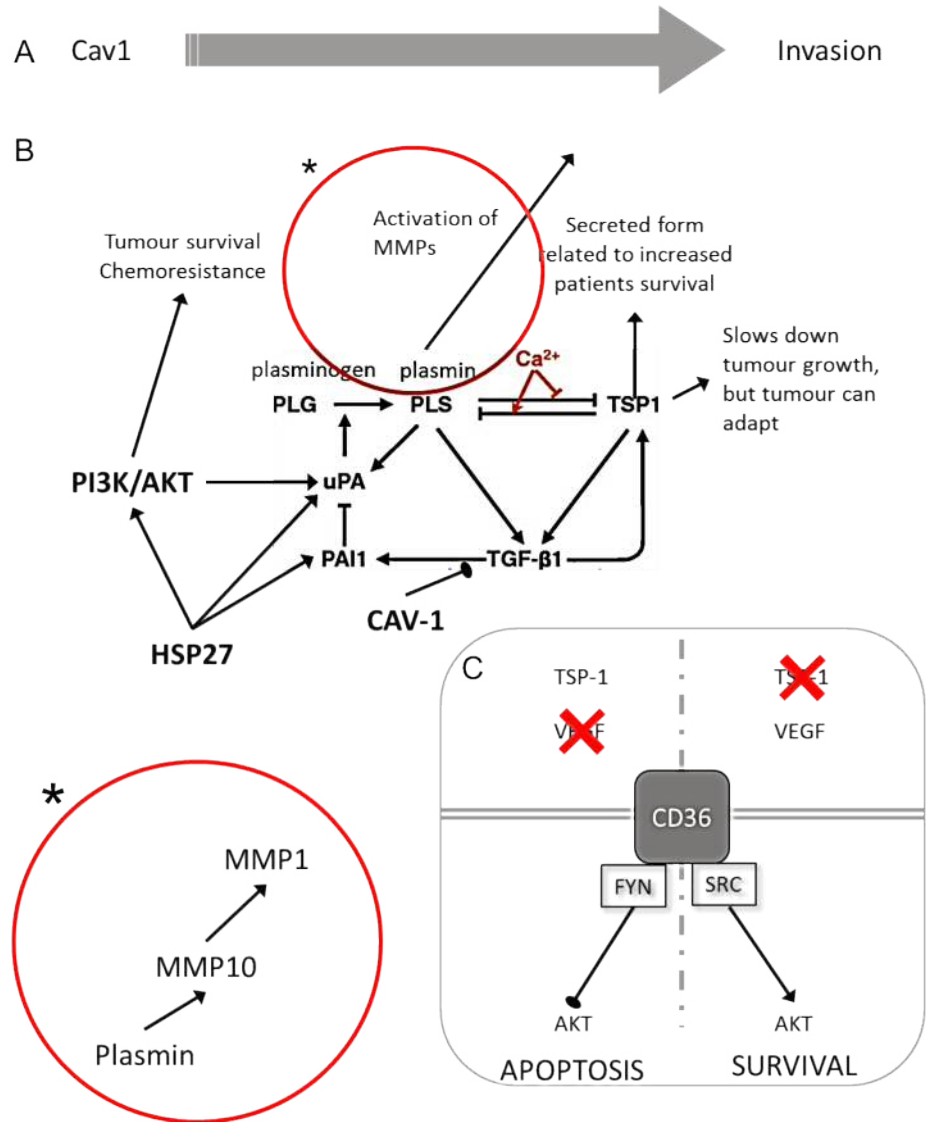 A Cav1 Invasion
B
*
Activation of
MMPs
Tumour survival
Chemoresistance
Secreted form
related to increased
patients survival
Slows down
tumour growth,
but tumour can
adapt
plasminogen plasmin
Ca²⁺
PLG PLS TSP1
PI3K/AKT uPA
PAI1 TGF-β1
CAV-1
HSP27
C
TSP-1 TSP-1
VEGF VEGF
CD36
FYN SRC
AKT AKT
APOPTOSIS SURVIVAL
*
MMP1
MMP10
Plasmin